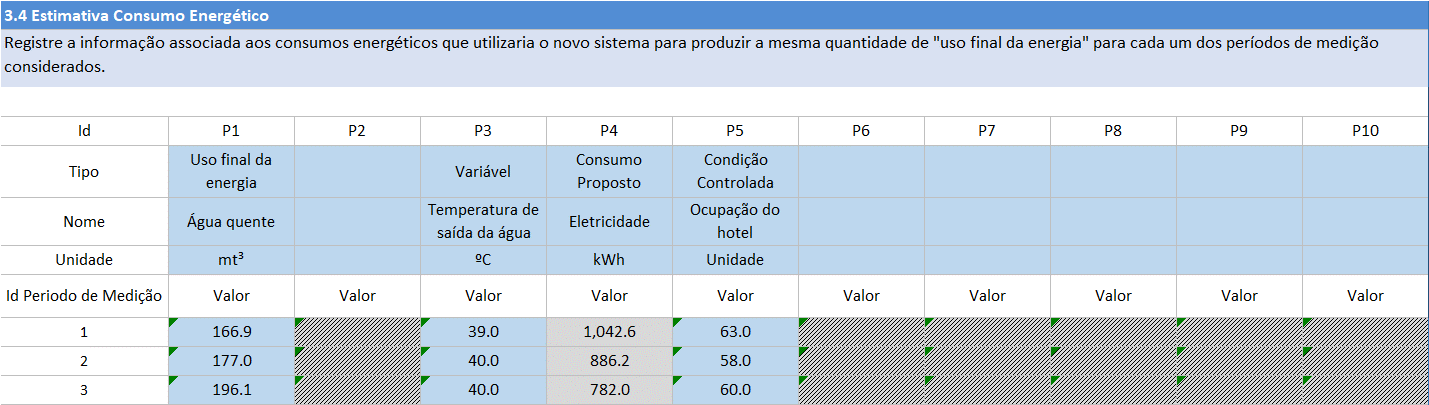 3.4 Estimativa Consumo Energético
Registre a informação associada aos consumos energéticos que utilizaria o novo sistema para produzir a mesma quantidade de "uso final da energia" para cada um dos períodos de medição
considerados.
Id P1 P2 P3 P4 P5 P6 P7 P8 P9 P10
Tipo Uso final da energia Variável Consumo Proposto Condição Controlada
Nome Água quente Temperatura de saída da água Eletricidade Ocupação do hotel
Unidade mt³ ºC kWh Unidade
Id Periodo de Medição Valor Valor Valor Valor Valor Valor Valor Valor Valor Valor
1 166.9 39.0 1,042.6 63.0
2 177.0 40.0 886.2 58.0
3 196.1 40.0 782.0 60.0